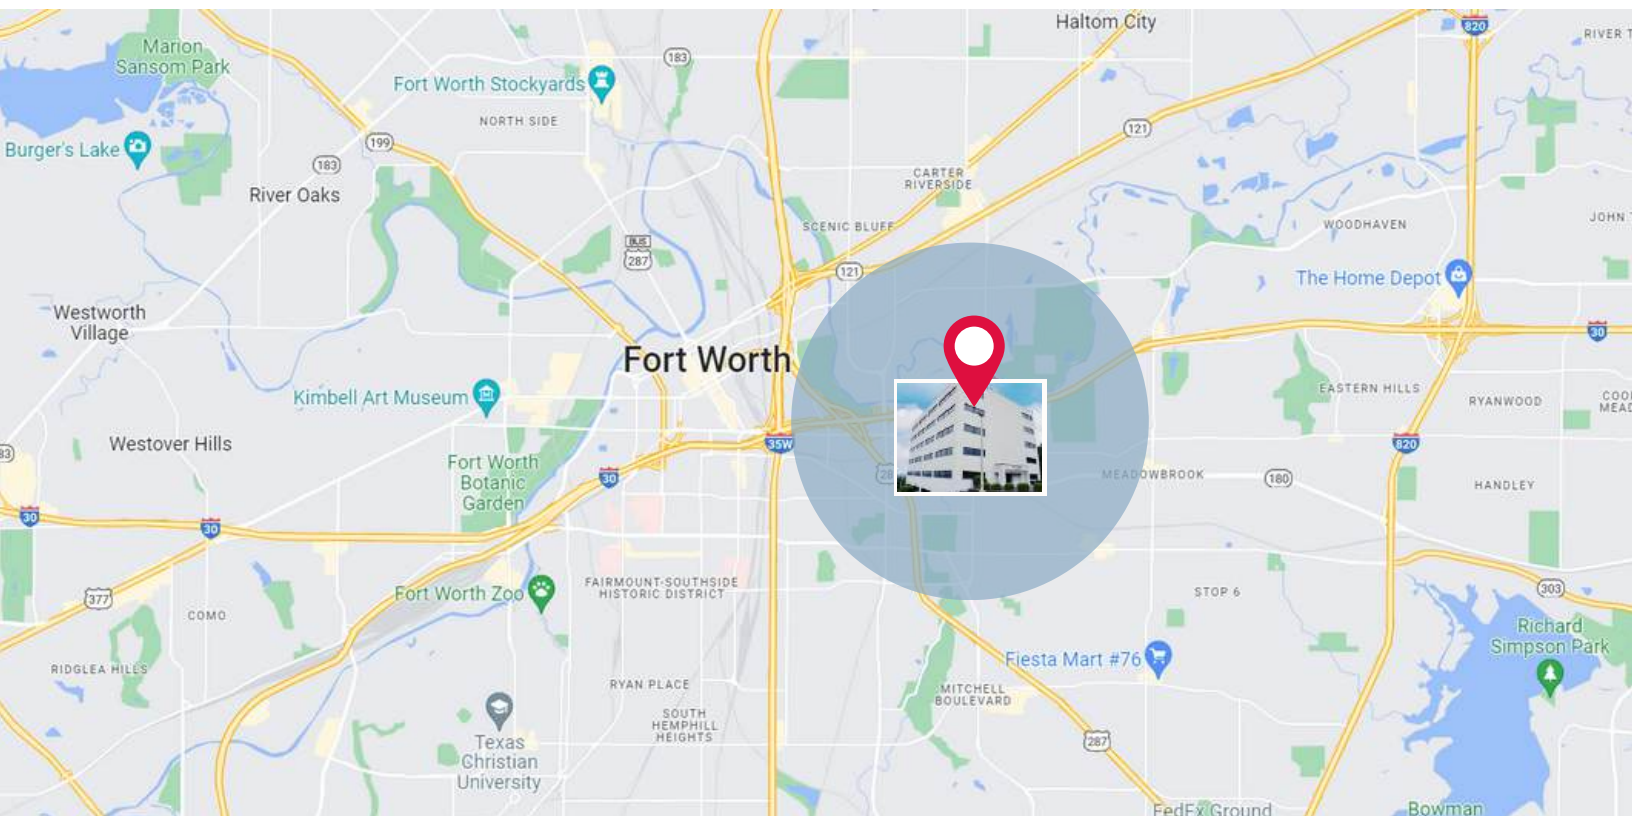 Haltom City
820
RIVER T
Marion
Sansom Park
183
Fort Worth Stockyards
NORTH SIDE
121
199
Burger's Lake
183
River Oaks
CARTER
RIVERSIDE
SCENIC BLUFF
WOODHAVEN
JOHN
BUS
287
121
The Home Depot
Westworth
Village
30
Fort Worth
Kimbell Art Museum
EASTERN HILLS
RYANWOOD
COO
MEAD
Westover Hills
35W
820
83
Fort Worth
Botanic
Garden
30
28
MEADOWBROOK
180
HANDLEY
30
30
377
Fort Worth Zoo
FAIRMOUNT-SOUTHSIDE
HISTORIC DISTRICT
STOP 6
303
COMO
Richard
Simpson Park
RIDGLEA HILLS
Fiesta Mart #76
RYAN PLACE
MITCHELL
BOULEVARD
SOUTH
HEMPHILL
HEIGHTS
Texas
Christian
University
287
FedEx Ground
Bowman